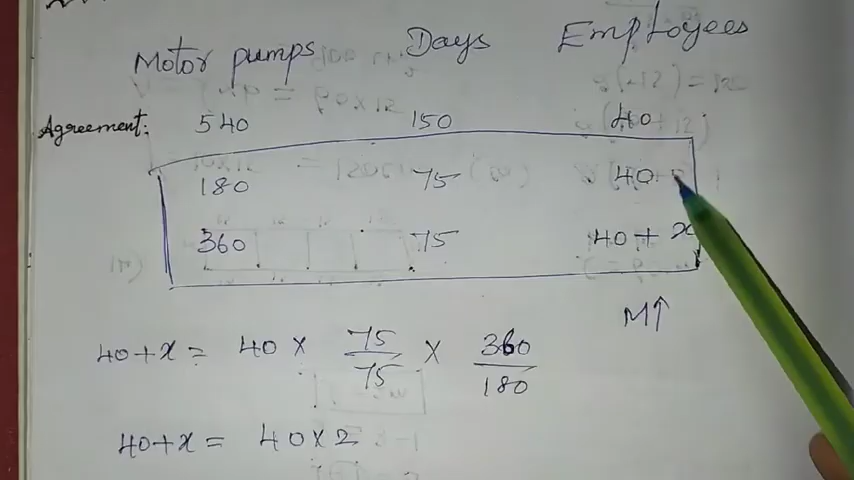 Motor pumps Days Employees
Agreement: 540 150 40
180 75 40
360 75 40 + x
M↑
40+x = 40 × 75/75 × 360/180
40+x = 40×2